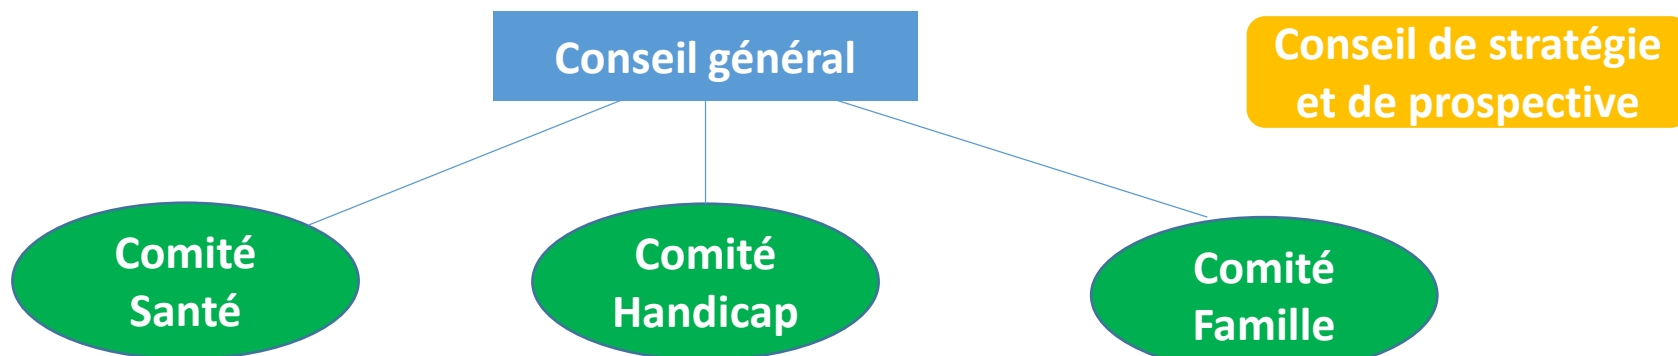 Conseil général
Conseil de stratégie
et de prospective
Comité
Santé
Comité
Handicap
Comité
Famille